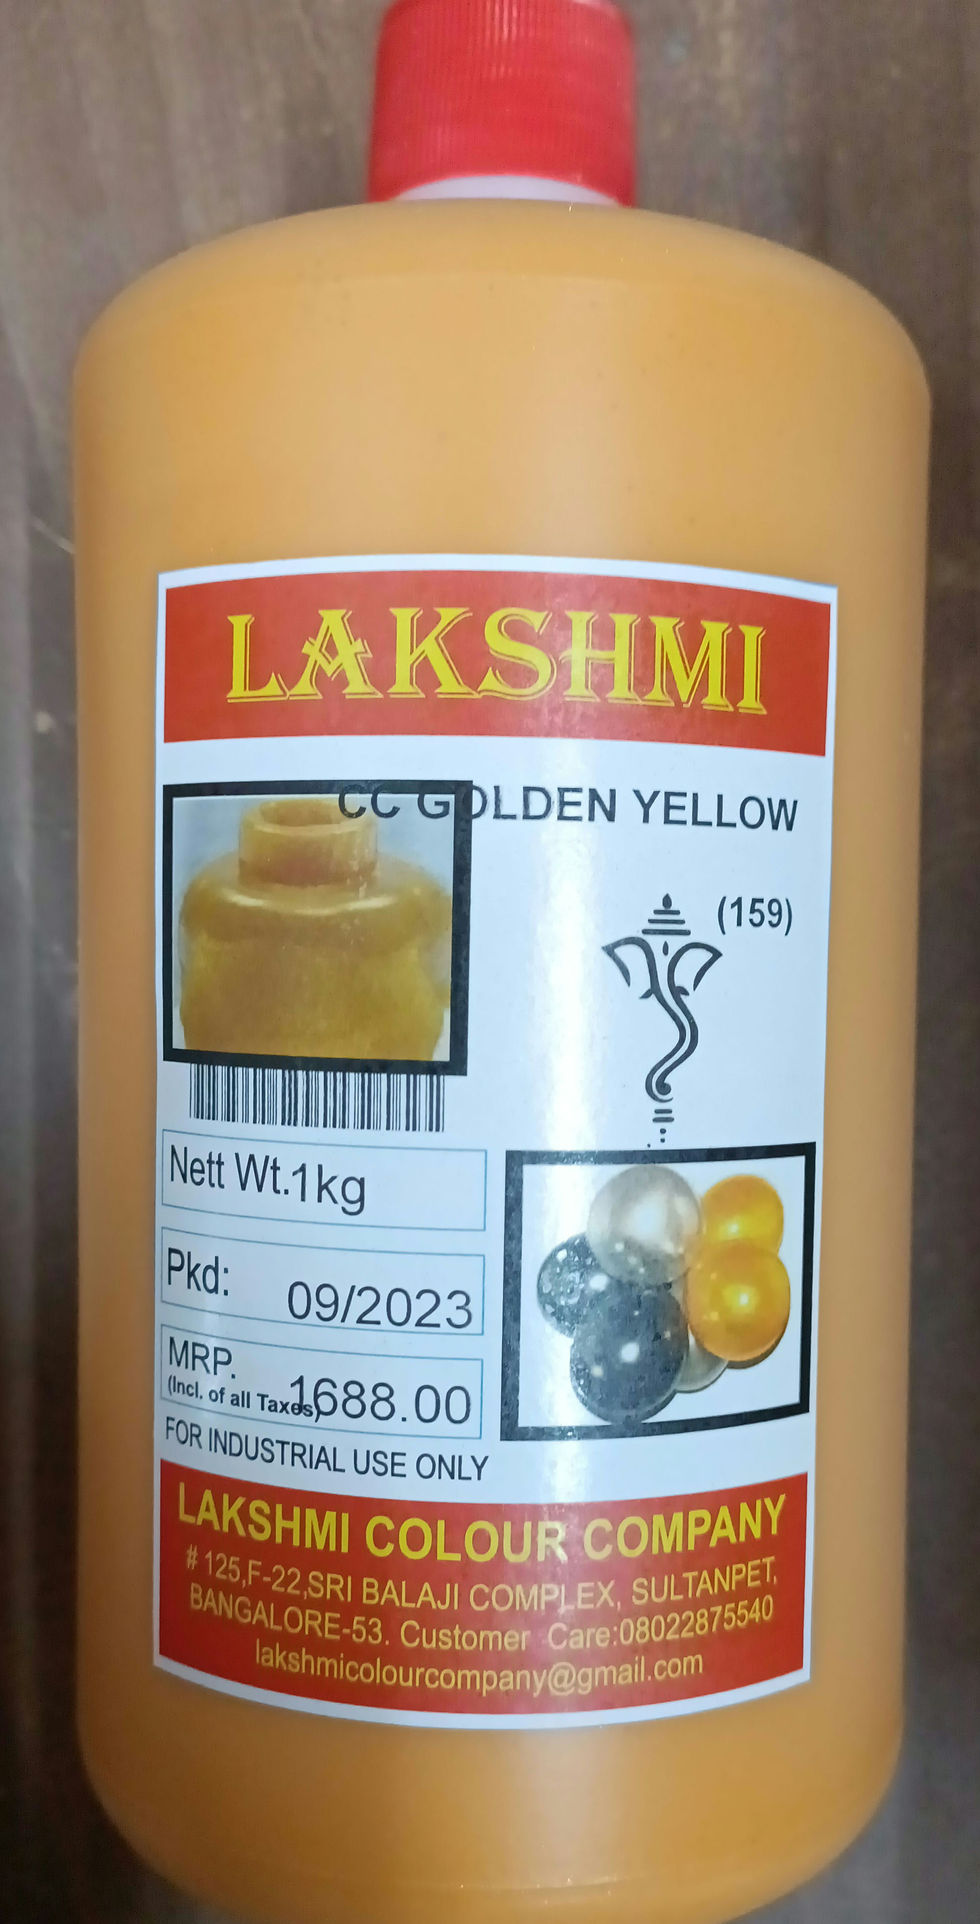 LAKSHMI
CC GOLDEN YELLOW
(159)
Nett Wt.1kg
Pkd: 09/2023
MRP.
(Incl. of all Taxes) 1688.00
FOR INDUSTRIAL USE ONLY
LAKSHMI COLOUR COMPANY
# 125,F-22,SRI BALAJI COMPLEX, SULTANPET,
BANGALORE-53. Customer Care:08022875540
lakshmicolourcompany@gmail.com